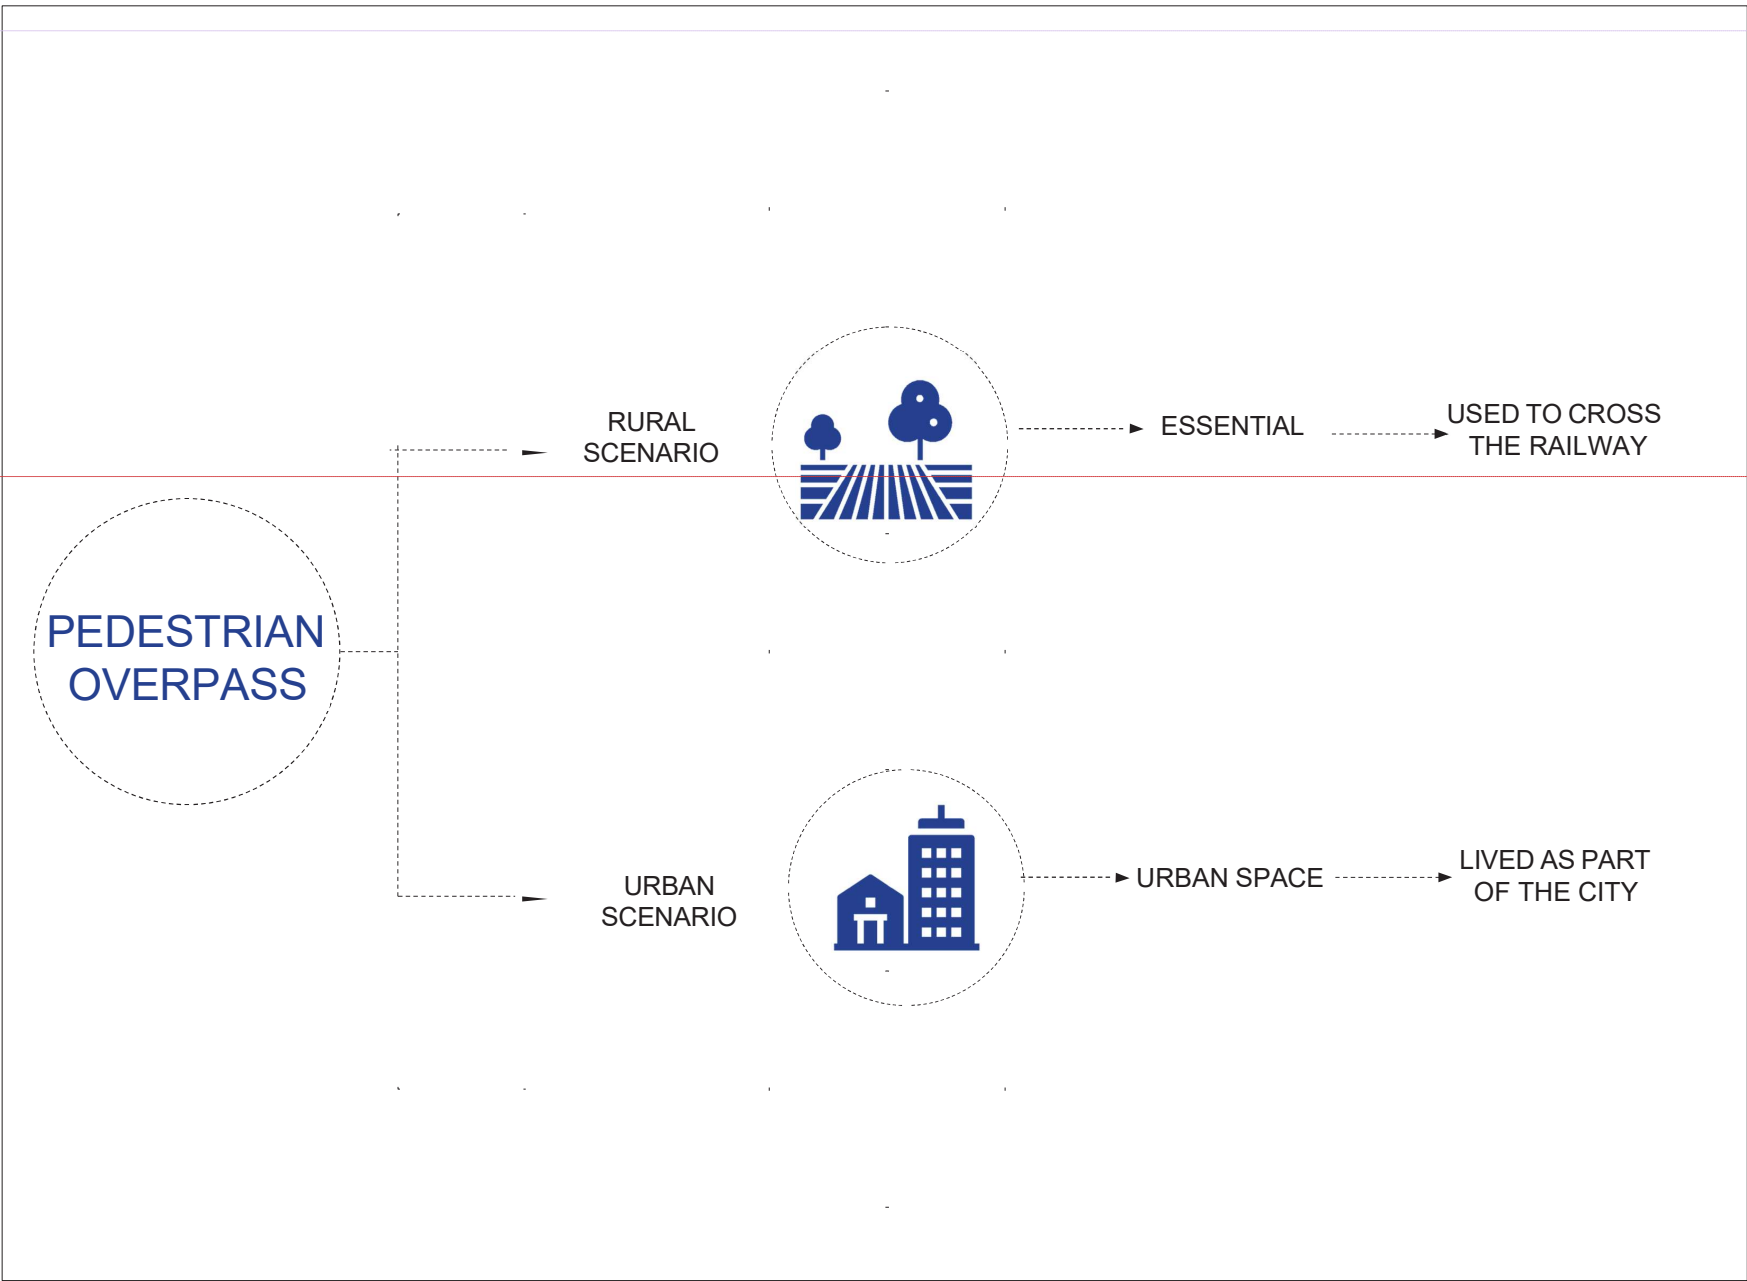 PEDESTRIAN
OVERPASS
RURAL
SCENARIO
ESSENTIAL
USED TO CROSS
THE RAILWAY
URBAN
SCENARIO
URBAN SPACE
LIVED AS PART
OF THE CITY